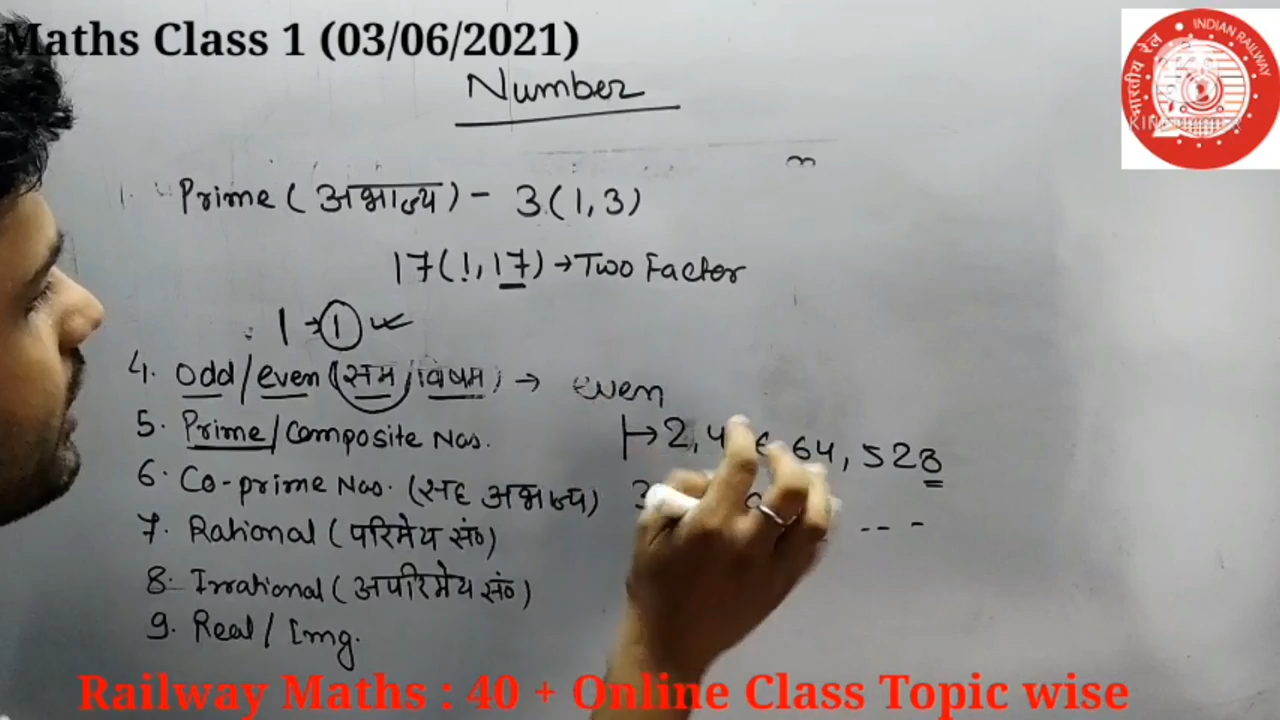 Maths Class 1 (03/06/2021)
INDIAN RAILWAY
भारतीय रेल
Number
Prime (अभाज्य) - 3 (1,3)
17 (1,17) → Two Factor
1 → 1
4. Odd/even (सम/विषम) → even
→ 2, 4 64, 528
5. Prime/Composite Nos.
6. Co-prime Nos. (सह अभाज्य) 3
7. Rational (परिमेय सं०)
8. Irrational (अपरिमेय सं०)
9. Real / Img.
Railway Maths : 40 + Online Class Topic wise